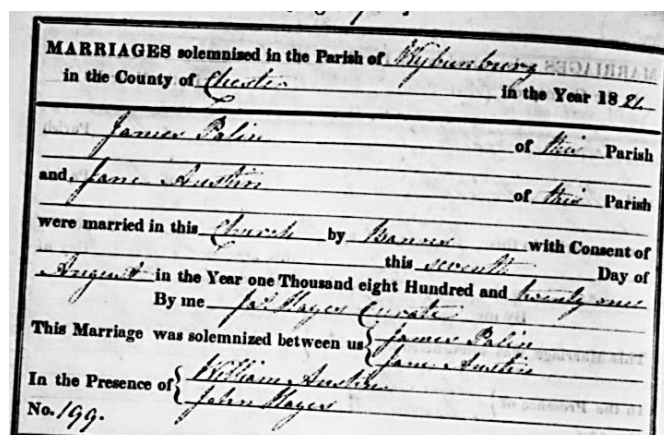 MARRIAGES solemnized in the Parish of Wybunbury
in the County of Chester in the Year 1821
James Palin of this Parish
and Jane Austin of this Parish
were married in this Church by Banns with Consent of
this seventh Day of
August in the Year one Thousand eight Hundred and twenty one
By me Jas Mayer Curate
This Marriage was solemnized between us { James Palin
Jane Austin
In the Presence of { William Austin
John Mayer
No. 199.